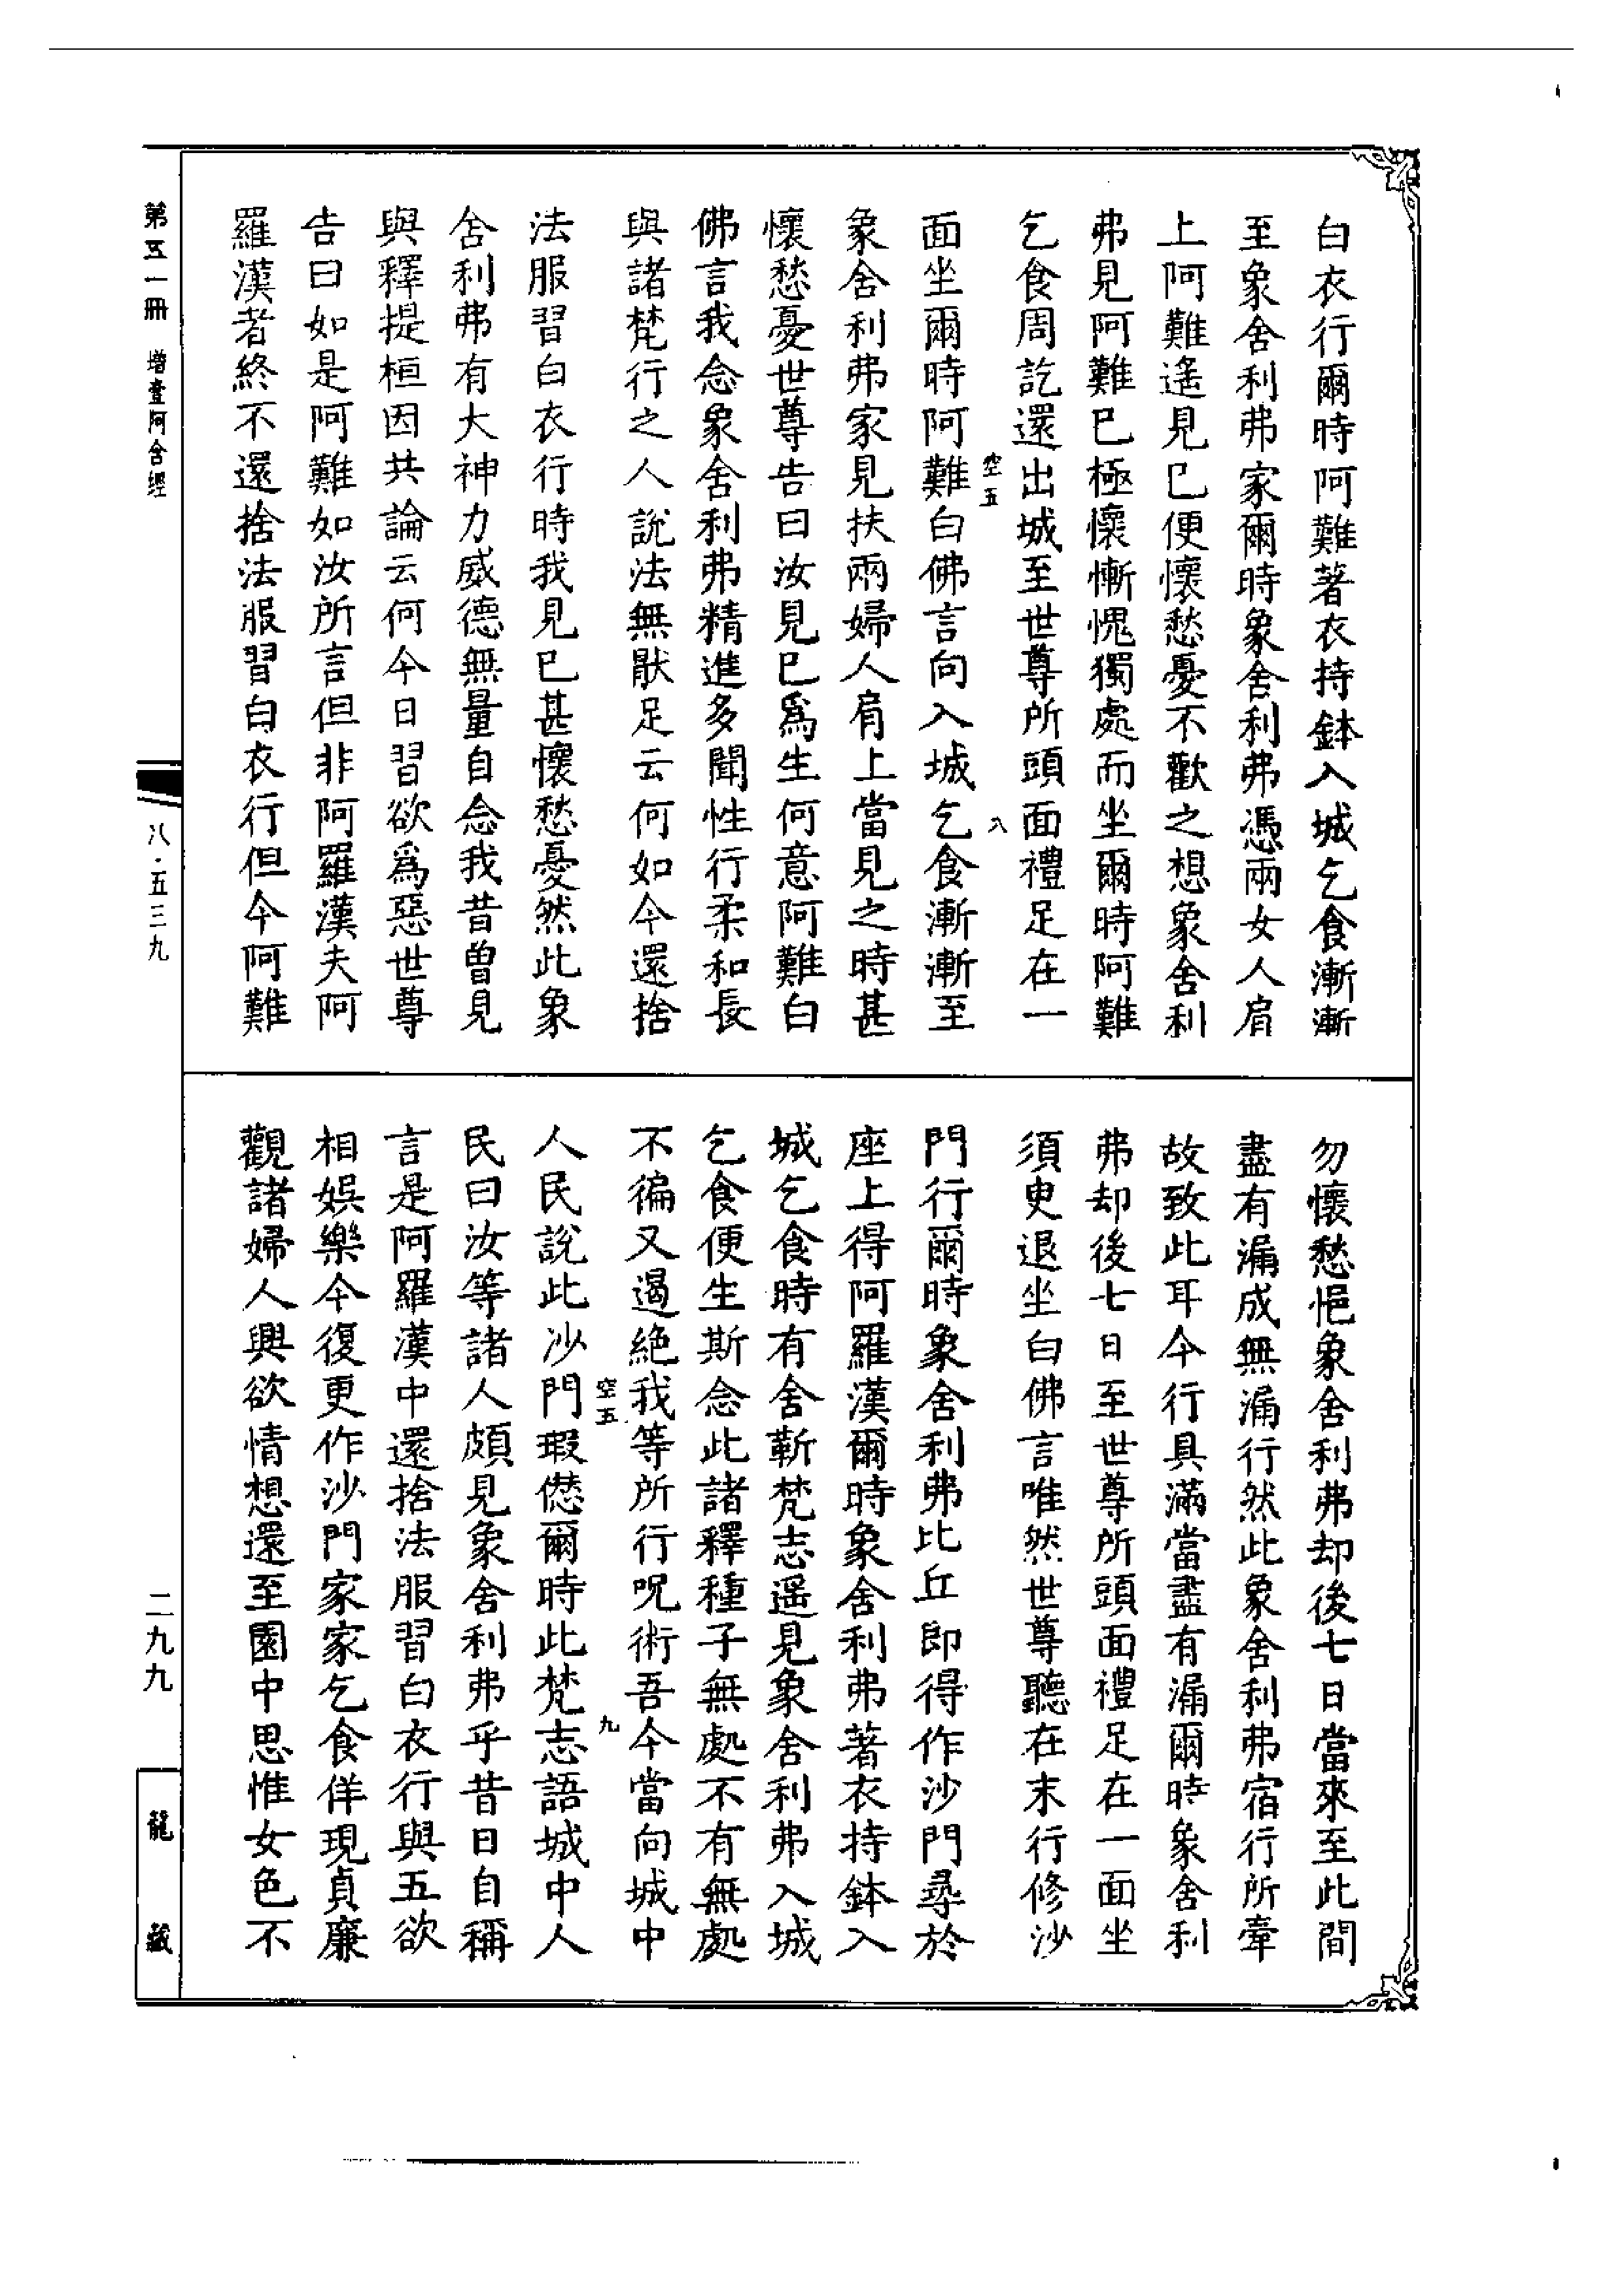 白衣行爾時阿難著衣持鉢入城乞食漸漸
至象舍利弗家爾時象舍利弗憑兩女人肩
上阿難遙見已便懷愁憂不歡之想象舍利
弗見阿難已極懷慚愧獨處而坐爾時阿難
乞食周訖還出城至世尊所頭面禮足在一
空五 八
面坐爾時阿難白佛言向入城乞食漸漸至
象舍利弗家見扶兩婦人肩上當見之時甚
懷愁憂世尊告曰汝見已為生何意阿難白
佛言我念象舍利弗精進多聞性行柔和長
與諸梵行之人說法無猒足云何如今還捨
法服習白衣行時我見已甚懷愁憂然此象
舍利弗有大神力威德無量自念我昔曾見
與釋提桓因共論云何今日習欲為惡世尊
告曰如是阿難如汝所言但非阿羅漢夫阿
羅漢者終不還捨法服習白衣行但今阿難
勿懷愁悒象舍利弗却後七日當來至此間
盡有漏成無漏行然此象舍利弗宿行所牽
故致此耳今行具滿當盡有漏爾時象舍利
弗却後七日至世尊所頭面禮足在一面坐
須臾退坐白佛言唯然世尊聽在末行修沙
門行爾時象舍利弗比丘即得作沙門尋於
座上得阿羅漢爾時象舍利弗著衣持鉢入
城乞食時有舍靳梵志遥見象舍利弗入城
乞食便生斯念此諸釋種子無處不有無處
不徧又遏絶我等所行呪術吾今當向城中
空五 九
人民說此沙門瑕𠎝爾時此梵志語城中人
民曰汝等諸人頗見象舍利弗乎昔日自稱
言是阿羅漢中還捨法服習白衣行與五欲
相娛樂今復更作沙門家家乞食佯現貞廉
觀諸婦人興欲情想還至園中思惟女色不
第五一冊 增壹阿含經
八·五三九
二九九
龍藏